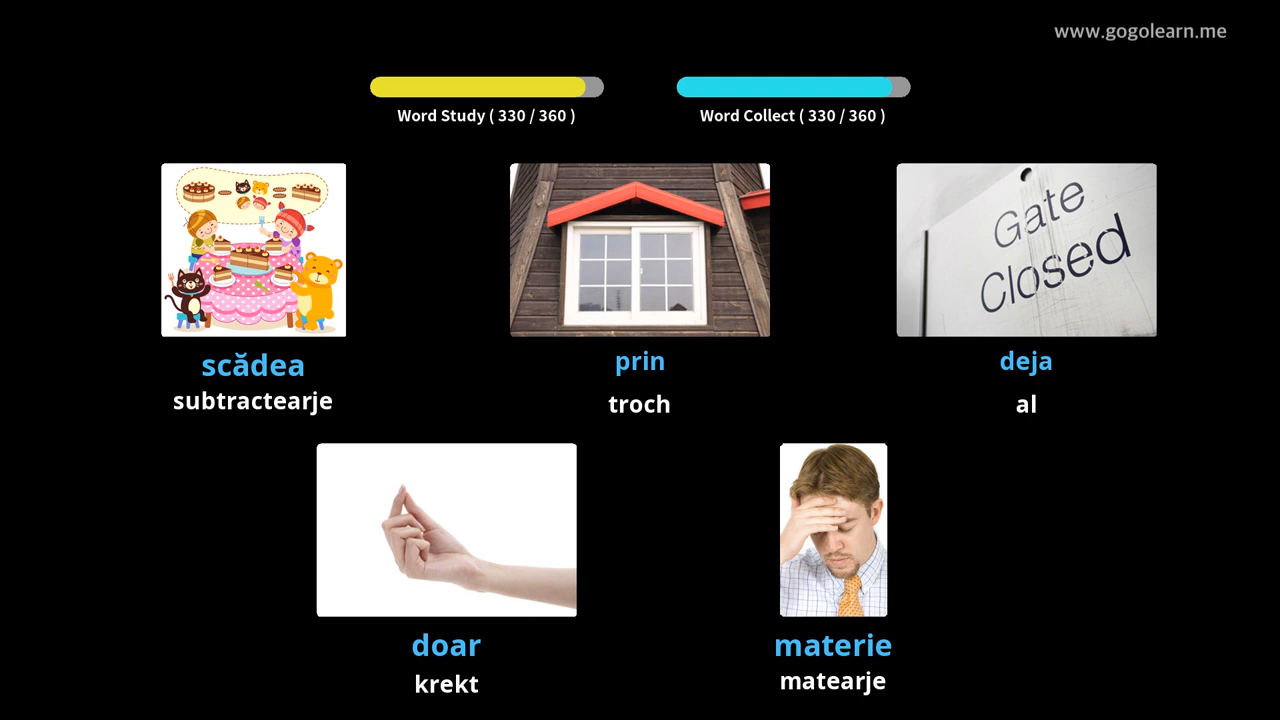 www.gogolearn.me
Word Study ( 330 / 360 )
Word Collect ( 330 / 360 )
Gate
Closed
scădea
prin
deja
subtractearje
troch
al
doar
materie
krekt
matearje